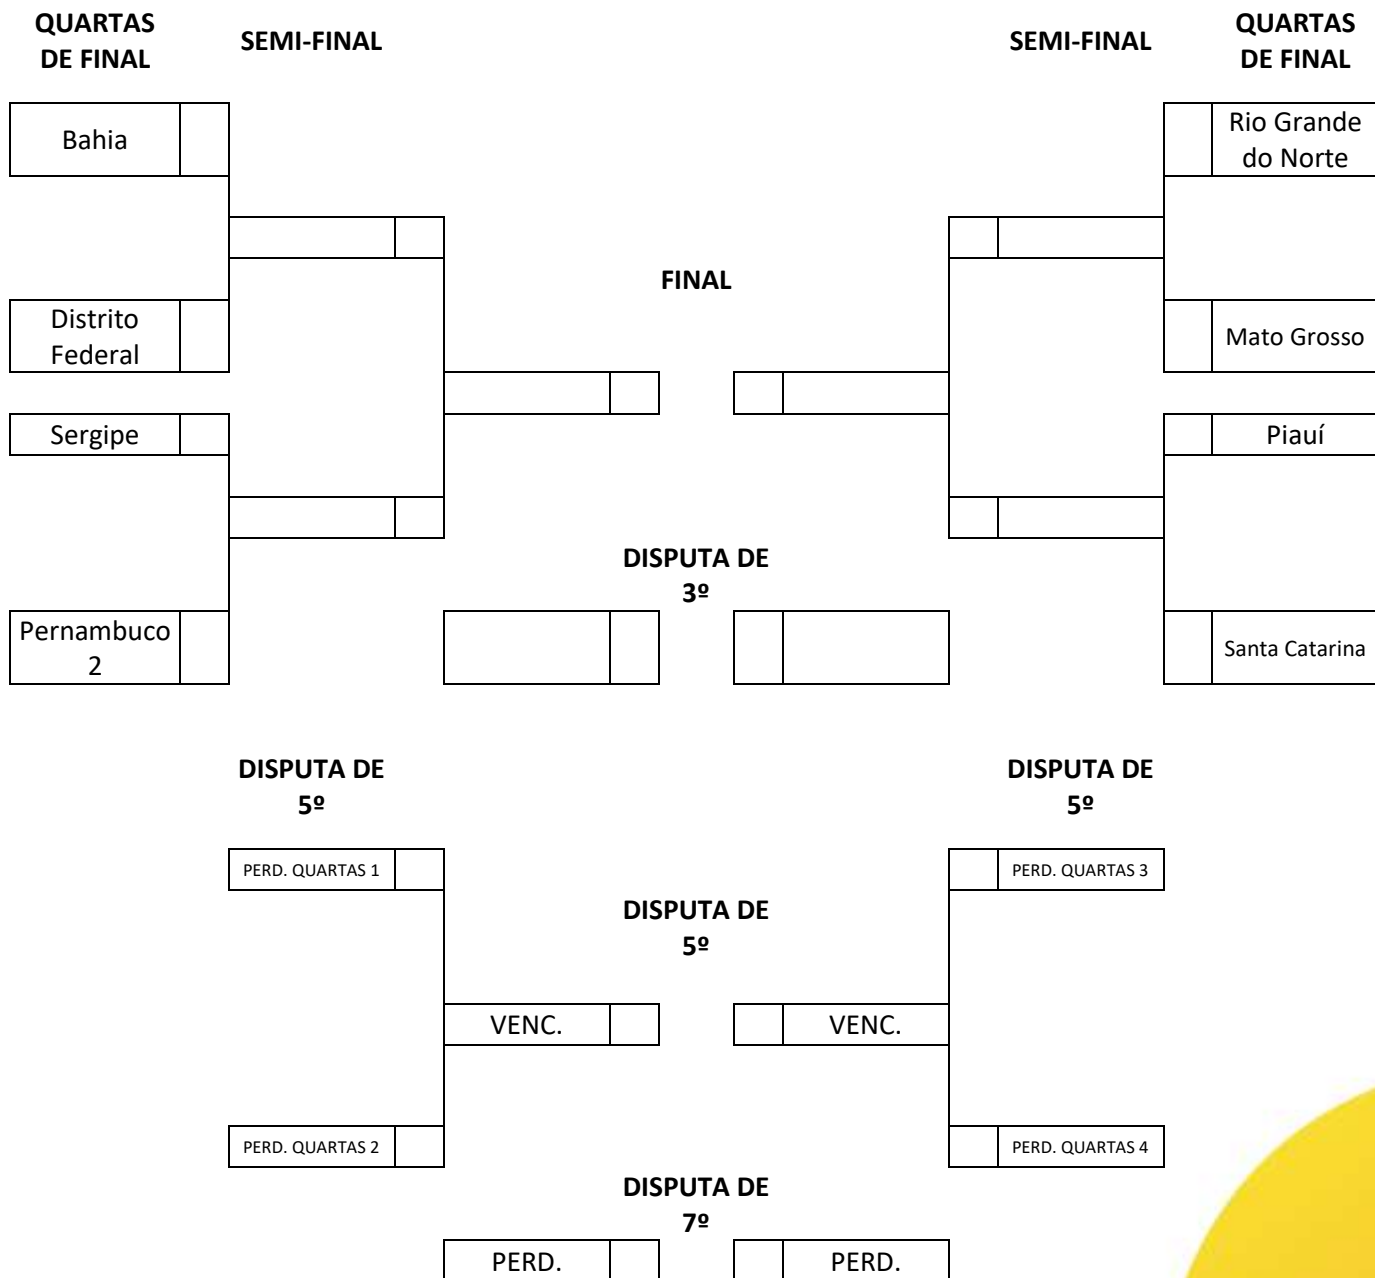 QUARTAS
DE FINAL
SEMI-FINAL
SEMI-FINAL
QUARTAS
DE FINAL
Bahia
Rio Grande
do Norte
FINAL
Distrito
Federal
Mato Grosso
Sergipe
Piauí
DISPUTA DE
3º
Pernambuco
2
Santa Catarina
DISPUTA DE
5º
DISPUTA DE
5º
PERD. QUARTAS 1
PERD. QUARTAS 3
DISPUTA DE
5º
VENC.
VENC.
PERD. QUARTAS 2
PERD. QUARTAS 4
DISPUTA DE
7º
PERD.
PERD.